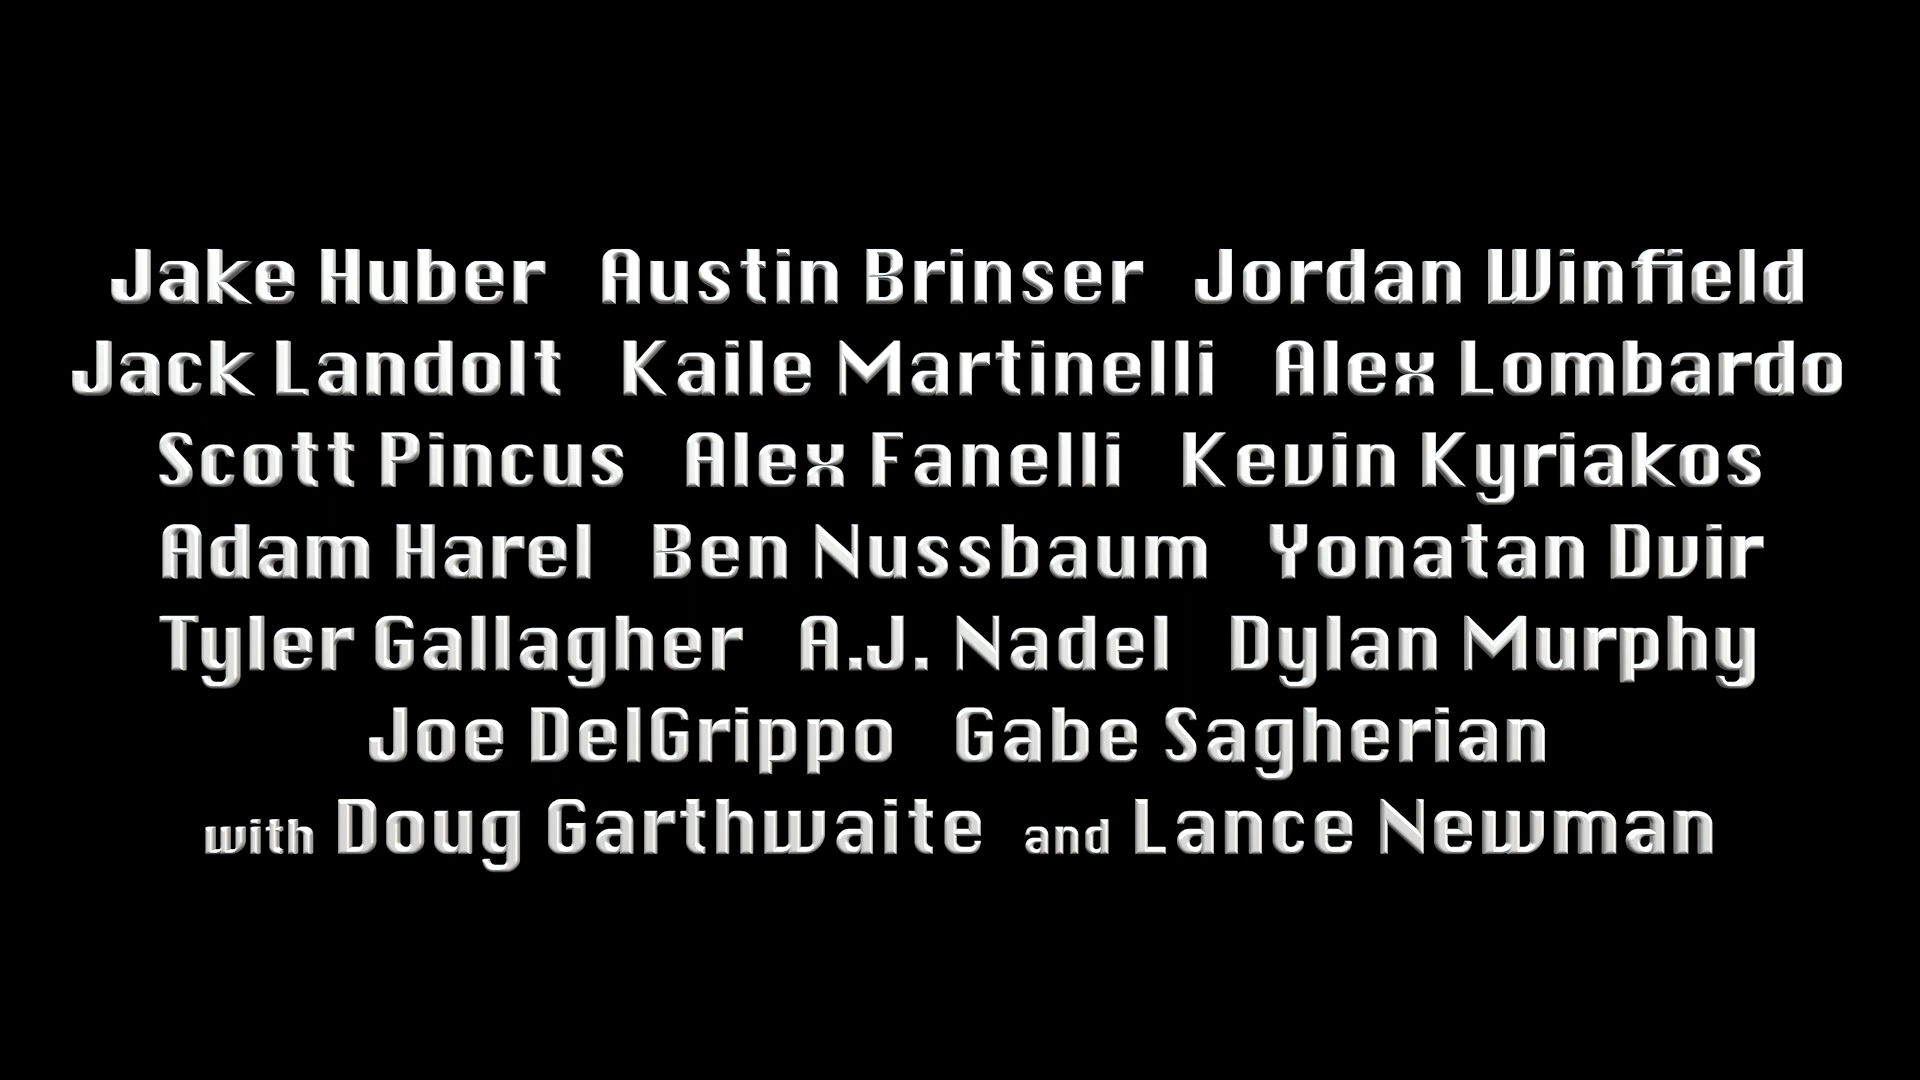 Jake Huber Austin Brinser Jordan Winfield
Jack Landolt Kaile Martinelli Alex Lombardo
Scott Pincus Alex Fanelli Kevin Kyriakos
Adam Harel Ben Nussbaum Yonatan Dvir
Tyler Gallagher A.J. Nadel Dylan Murphy
Joe DelGrippo Gabe Sagherian
with Doug Garthwaite and Lance Newman